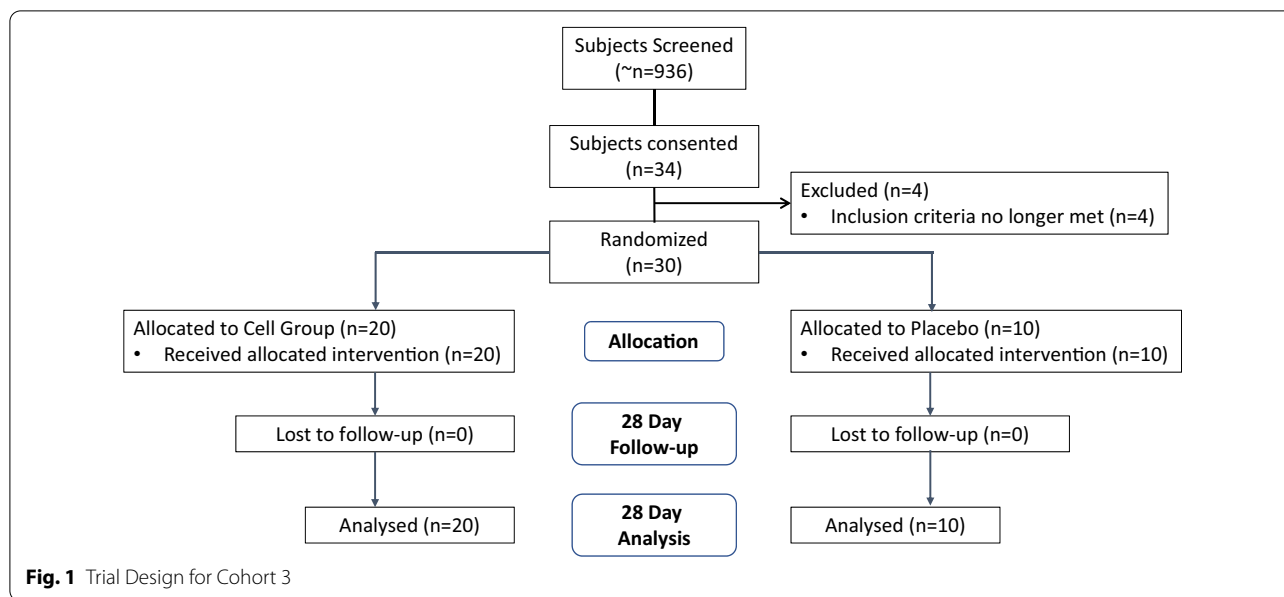 Subjects Screened
(~n=936)
Subjects consented
(n=34)
Excluded (n=4)
• Inclusion criteria no longer met (n=4)
Randomized
(n=30)
Allocated to Cell Group (n=20)
• Received allocated intervention (n=20)
Allocation
Allocated to Placebo (n=10)
• Received allocated intervention (n=10)
Lost to follow-up (n=0)
28 Day
Follow-up
Lost to follow-up (n=0)
Analysed (n=20)
28 Day
Analysis
Analysed (n=10)
Fig. 1 Trial Design for Cohort 3